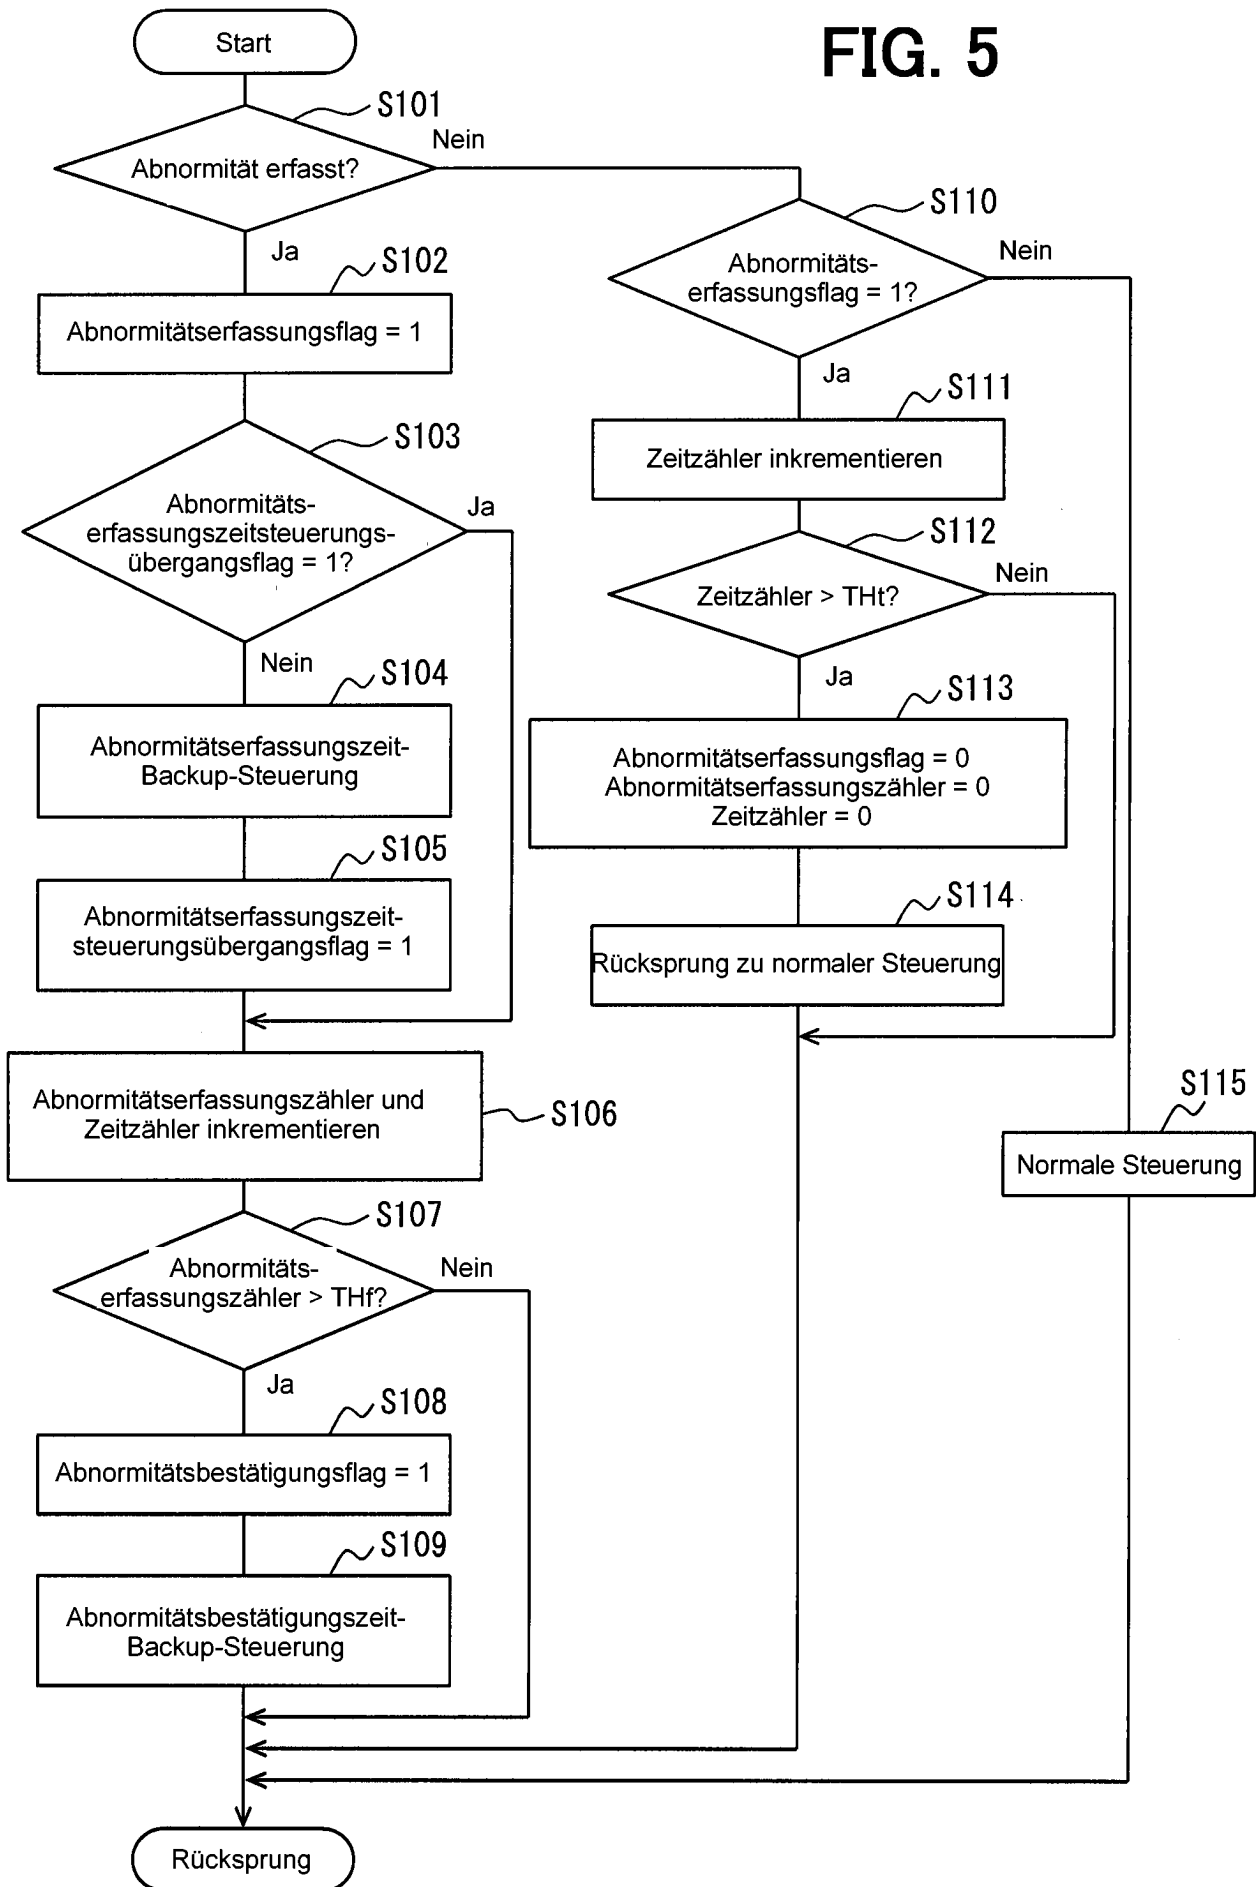 FIG. 5
Start
S101
Abnormität erfasst?
Nein
Ja
S102
Abnormitätserfassungsflag = 1
S103
Abnormitäts-
erfassungszeitsteuerungs-
übergangsflag = 1?
Ja
Nein
S104
Abnormitätserfassungszeit-
Backup-Steuerung
S105
Abnormitätserfassungszeit-
steuerungsübergangsflag = 1
Abnormitätserfassungszähler und
Zeitzähler inkrementieren
S106
S107
Abnormitäts-
erfassungszähler > THf?
Nein
Ja
S108
Abnormitätsbestätigungsflag = 1
S109
Abnormitätsbestätigungszeit-
Backup-Steuerung
Rücksprung
S110
Abnormitäts-
erfassungsflag = 1?
Nein
Ja
S111
Zeitzähler inkrementieren
S112
Zeitzähler > THt?
Nein
Ja
S113
Abnormitätserfassungsflag = 0
Abnormitätserfassungszähler = 0
Zeitzähler = 0
S114
Rücksprung zu normaler Steuerung
S115
Normale Steuerung